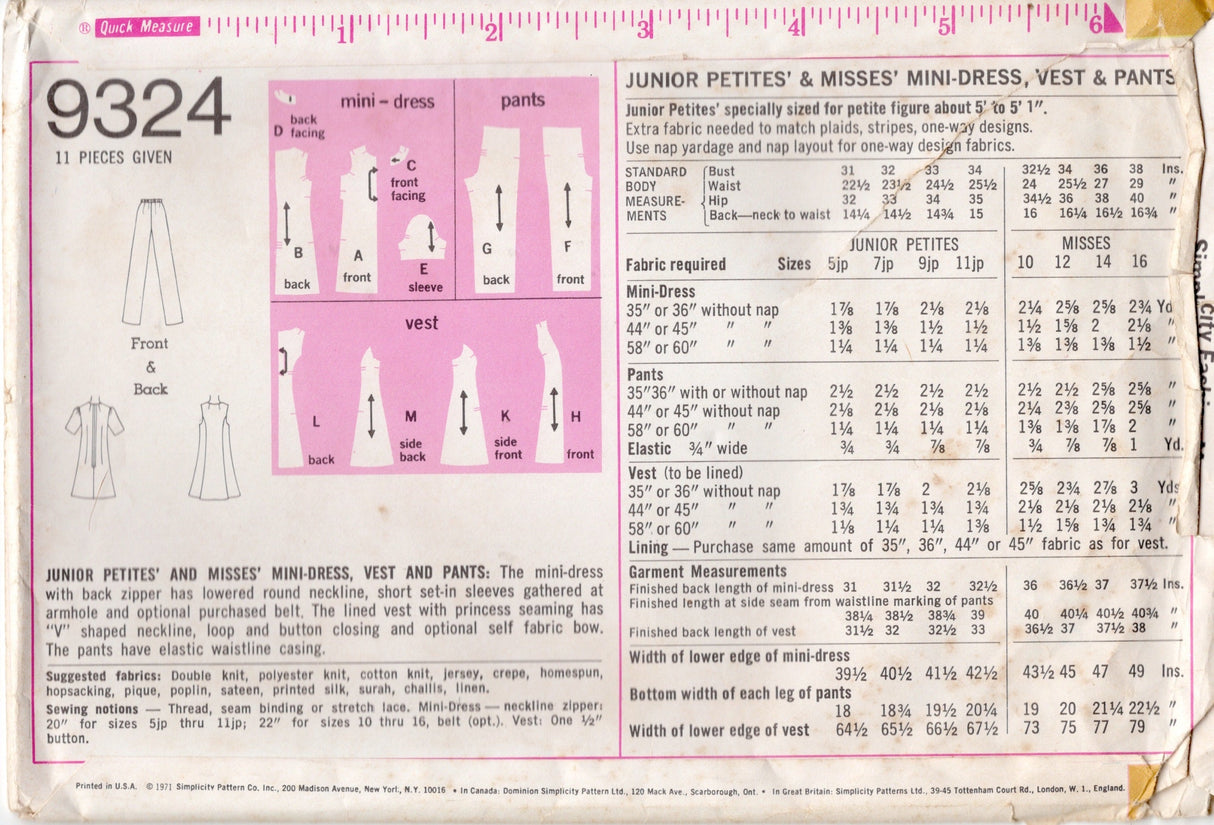 ® Quick Measure 1 2 3 4 5 6
9324
11 PIECES GIVEN
Front
&
Back
mini-dress
D back facing
C
front
facing
B
back
A
front
E
sleeve
pants
G
back
F
front
vest
L
back
M
side
back
K
side
front
H
front
JUNIOR PETITES' AND MISSES' MINI-DRESS, VEST AND PANTS: The mini-dress
with back zipper has lowered round neckline, short set-in sleeves gathered at
armhole and optional purchased belt. The lined vest with princess seaming has
"V" shaped neckline, loop and button closing and optional self fabric bow.
The pants have elastic waistline casing.
Suggested fabrics: Double knit, polyester knit, cotton knit, jersey, crepe, homespun,
hopsacking, pique, poplin, sateen, printed silk, surah, challis, linen.
Sewing notions — Thread, seam binding or stretch lace. Mini-Dress — neckline zipper:
20" for sizes 5jp thru 11jp; 22" for sizes 10 thru 16, belt (opt.). Vest: One ½"
button.
JUNIOR PETITES' & MISSES' MINI-DRESS, VEST & PANTS
Junior Petites' specially sized for petite figure about 5' to 5' 1".
Extra fabric needed to match plaids, stripes, one-way designs.
Use nap yardage and nap layout for one-way design fabrics.
STANDARD Bust 31 32 33 34 32½ 34 36 38 Ins.
BODY Waist 22½ 23½ 24½ 25½ 24 25½ 27 29 "
MEASURE- Hip 32 33 34 35 34½ 36 38 40 "
MENTS Back—neck to waist 14¼ 14½ 14¾ 15 16 16¼ 16½ 16¾ "
JUNIOR PETITES MISSES
Fabric required Sizes 5jp 7jp 9jp 11jp 10 12 14 16
Mini-Dress
35" or 36" without nap 1⅞ 1⅞ 2⅛ 2⅛ 2¼ 2⅝ 2⅝ 2¾ Yd
44" or 45" " " 1⅜ 1⅜ 1½ 1½ 1½ 1⅝ 2 2⅛ "
58" or 60" " " 1¼ 1¼ 1¼ 1¼ 1⅜ 1⅜ 1⅜ 1½ "
Pants
35"36" with or without nap 2½ 2½ 2½ 2½ 2½ 2½ 2⅝ 2⅝ "
44" or 45" without nap 2⅛ 2⅛ 2⅛ 2⅛ 2¼ 2⅜ 2⅝ 2⅝ "
58" or 60" " " 1¼ 1¼ 1¼ 1¼ 1⅜ 1⅜ 1⅞ 2 "
Elastic ¾" wide ¾ ¾ ⅞ ⅞ ¾ ⅞ ⅞ 1 Yd.
Vest (to be lined)
35" or 36" without nap 1⅞ 1⅞ 2 2⅛ 2⅝ 2¾ 2⅞ 3 Yds
44" or 45" " " 1¾ 1¾ 1¾ 1¾ 2⅛ 2⅛ 2⅛ 2⅛ "
58" or 60" " " 1⅛ 1¼ 1¼ 1⅜ 1½ 1⅝ 1¾ 1¾ "
Lining — Purchase same amount of 35", 36", 44" or 45" fabric as for vest.
Garment Measurements
Finished back length of mini-dress 31 31½ 32 32½ 36 36½ 37 37½ Ins.
Finished length at side seam from waistline marking of pants
38¼ 38½ 38¾ 39 40 40¼ 40½ 40¾ "
Finished back length of vest 31½ 32 32½ 33 36½ 37 37½ 38 "
Width of lower edge of mini-dress
39½ 40½ 41½ 42½ 43½ 45 47 49 Ins.
Bottom width of each leg of pants
18 18¾ 19½ 20¼ 19 20 21¼ 22½ "
Width of lower edge of vest 64½ 65½ 66½ 67½ 73 75 77 79 "
Printed in U.S.A. © 1971 Simplicity Pattern Co. Inc., 200 Madison Avenue, New York, N.Y. 10016 • In Canada: Dominion Simplicity Pattern Ltd., 120 Mack Ave., Scarborough, Ont. • In Great Britain: Simplicity Patterns Ltd., 39-45 Tottenham Court Rd., London, W. 1., England.